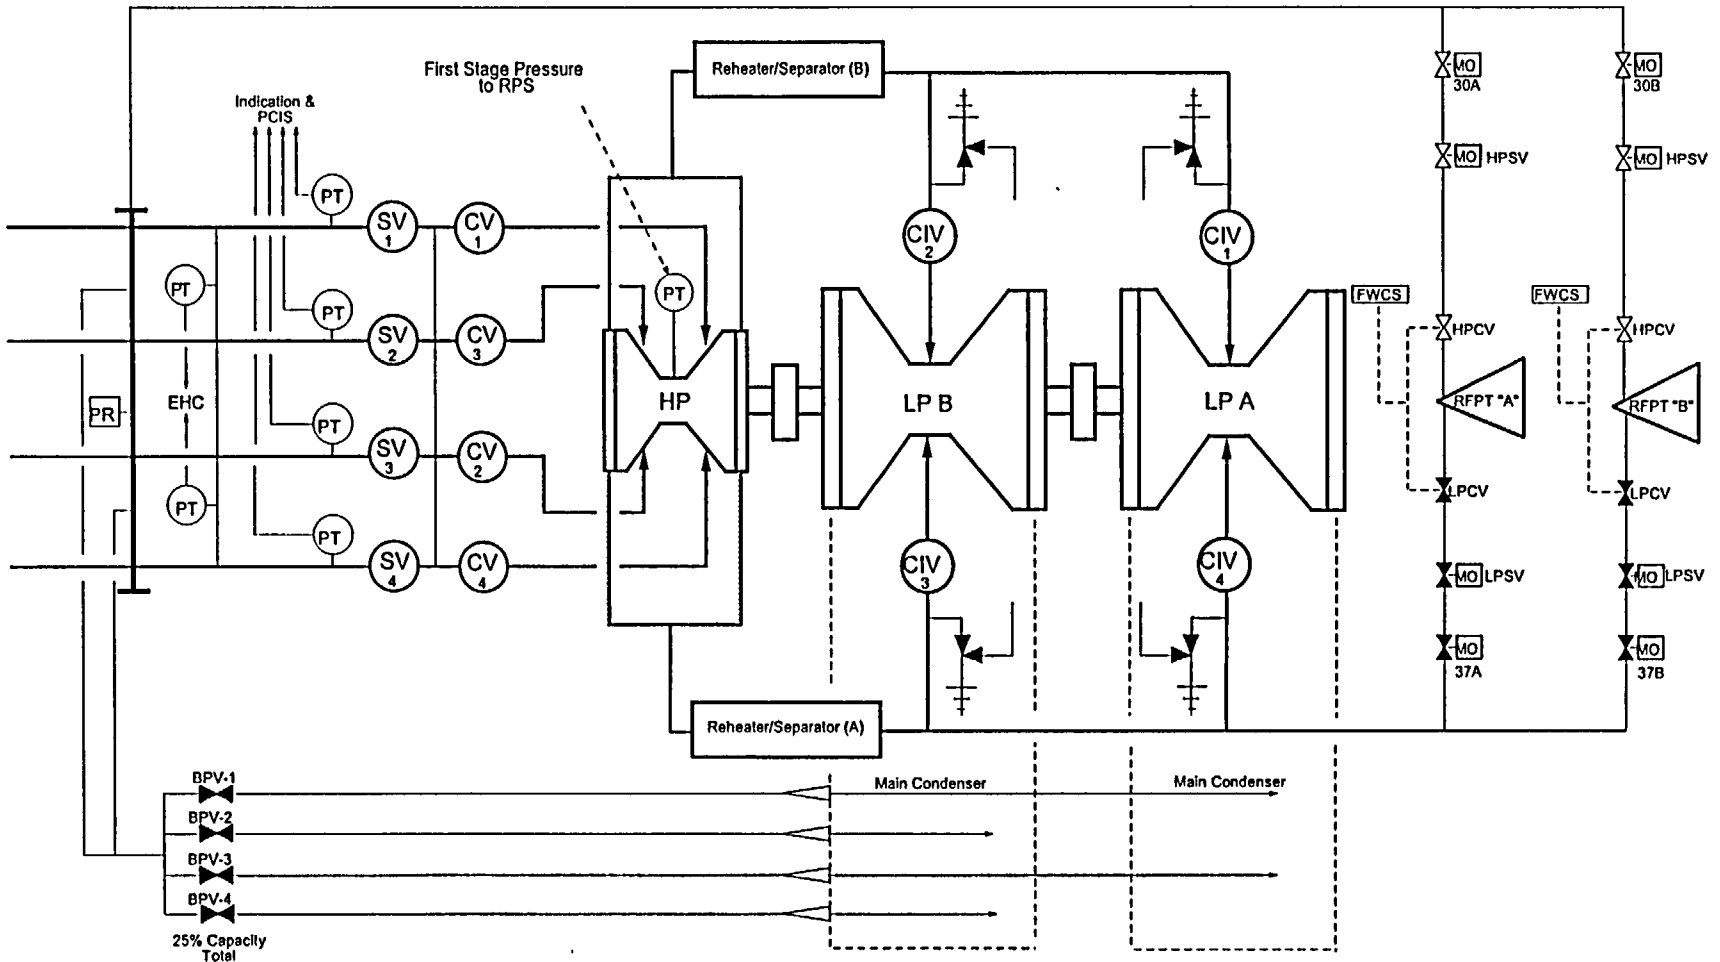 Reheater/Separator (B)
First Stage Pressure
to RPS
MO
30A
MO
30B
Indication &
PCIS
MO
HPSV
MO
HPSV
PT
SV
1
CV
1
CIV
2
CIV
1
PT
PT
FWCS
FWCS
PT
SV
2
CV
3
HPCV
HPCV
PR
EHC
HP
LP B
LP A
RFPT "A"
RFPT "B"
PT
SV
3
CV
2
PT
LPCV
LPCV
PT
SV
4
CV
4
CIV
3
CIV
4
MO
LPSV
MO
LPSV
MO
37A
MO
37B
Reheater/Separator (A)
BPV-1
Main Condenser
Main Condenser
BPV-2
BPV-3
BPV-4
25% Capacity
Total